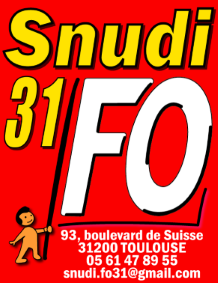 Snudi
31 FO
93, boulevard de Suisse
31200 TOULOUSE
05 61 47 89 55
snudi.fo31@gmail.com